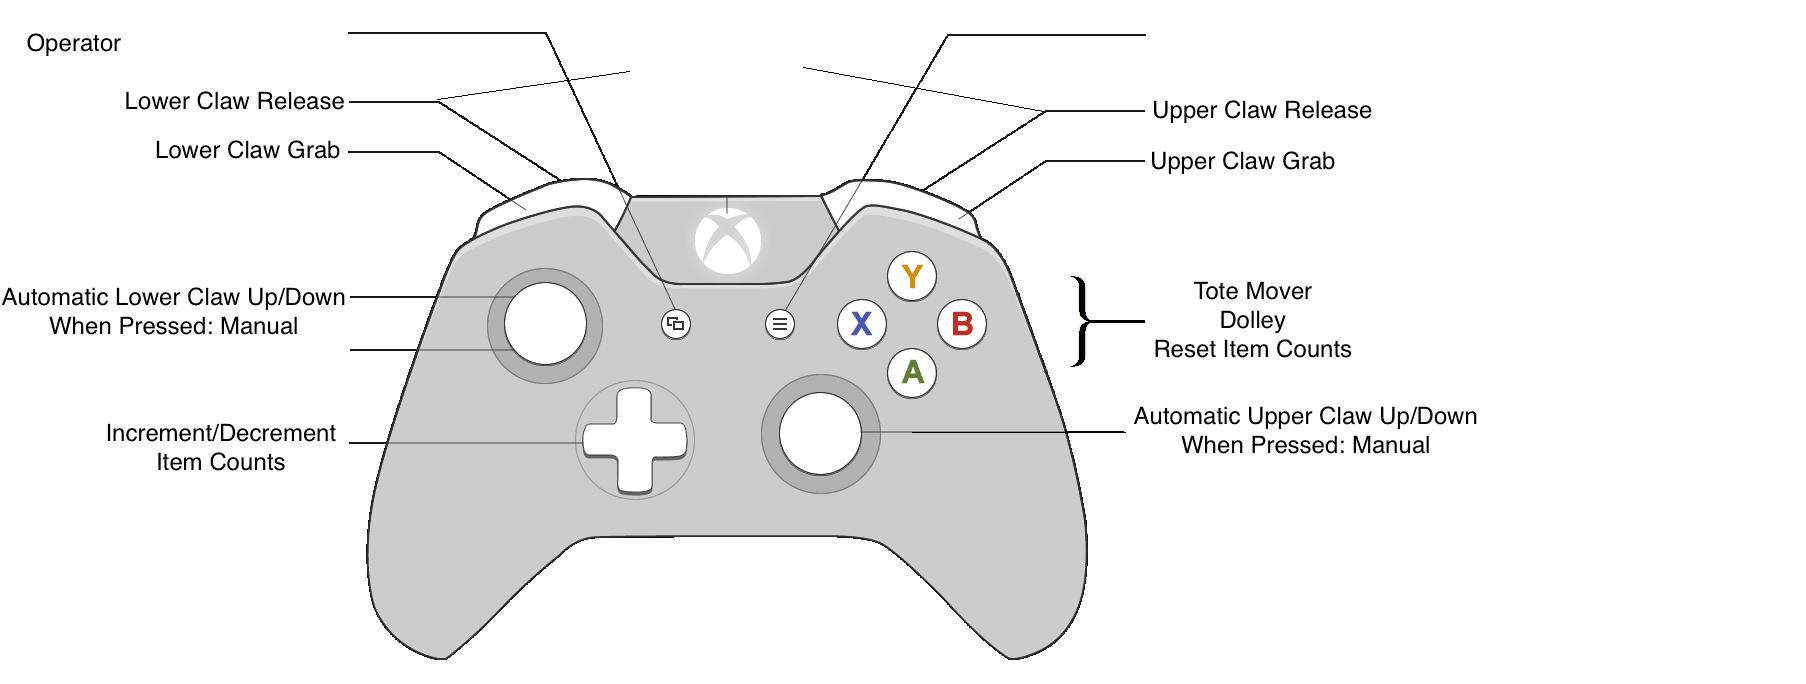 Operator
Lower Claw Release
Upper Claw Release
Lower Claw Grab
Upper Claw Grab
Automatic Lower Claw Up/Down
When Pressed: Manual
Y
X
B
A
Tote Mover
Dolley
Reset Item Counts
Increment/Decrement
Item Counts
Automatic Upper Claw Up/Down
When Pressed: Manual